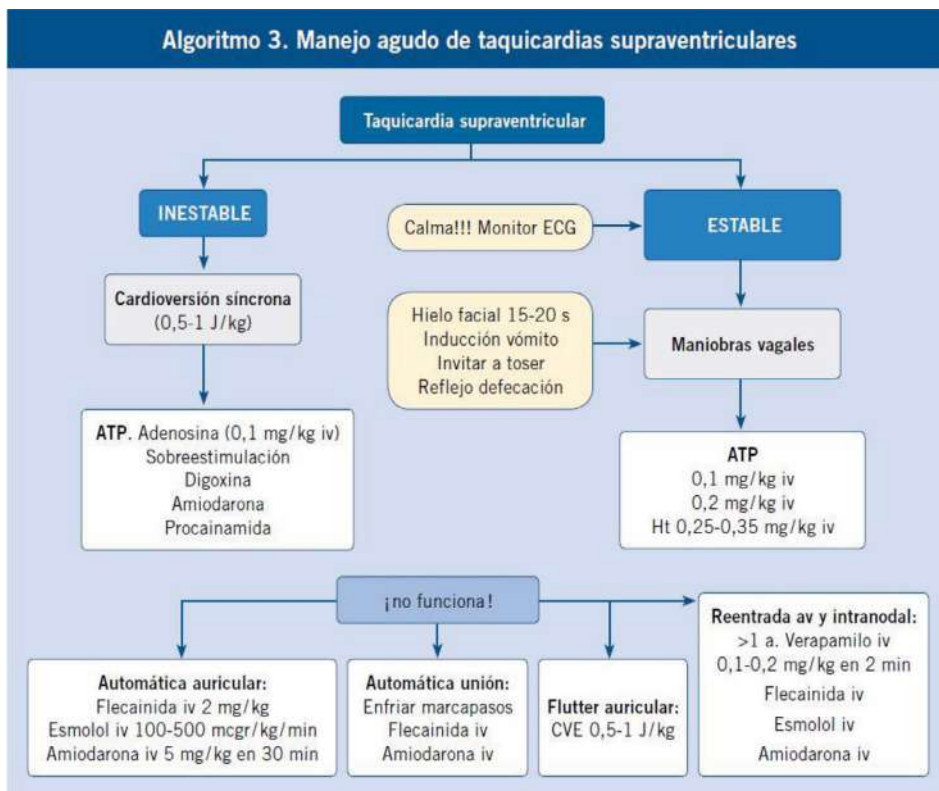 Algoritmo 3. Manejo agudo de taquicardias supraventriculares
Taquicardia supraventricular
INESTABLE
Cardioversión síncrona
(0,5-1 J/kg)
ATP. Adenosina (0,1 mg/kg iv)
Sobreestimulación
Digoxina
Amiodarona
Procainamida
Calma!!! Monitor ECG
ESTABLE
Hielo facial 15-20 s
Inducción vómito
Invitar a toser
Reflejo defecación
Maniobras vagales
ATP
0,1 mg/kg iv
0,2 mg/kg iv
Ht 0,25-0,35 mg/kg iv
¡no funciona!
Automática auricular:
Flecainida iv 2 mg/kg
Esmolol iv 100-500 mcgr/kg/min
Amiodarona iv 5 mg/kg en 30 min
Automática unión:
Enfriar marcapasos
Flecainida iv
Amiodarona iv
Flutter auricular:
CVE 0,5-1 J/kg
Reentrada av y intranodal:
>1 a. Verapamilo iv
0,1-0,2 mg/kg en 2 min
Flecainida iv
Esmolol iv
Amiodarona iv